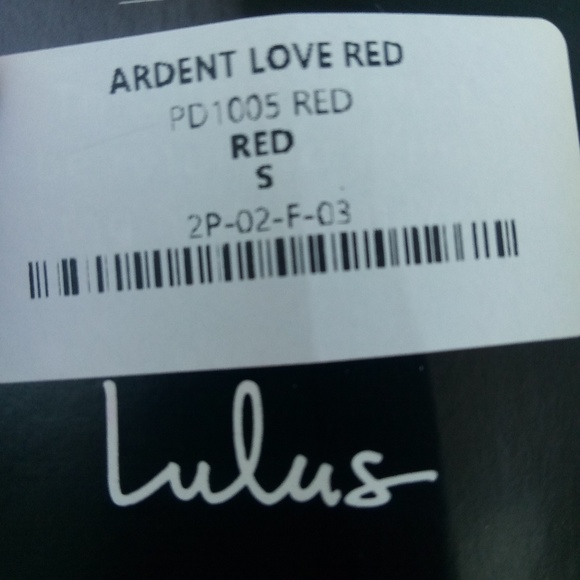 ARDENT LOVE RED
PD1005 RED
RED
S
2P-02-F-03
Lulus